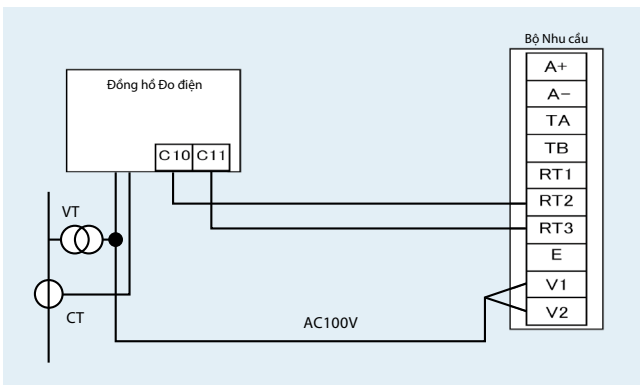 Bộ Nhu cầu
Đồng hồ Đo điện
C10 C11
A+
A−
TA
TB
RT1
RT2
RT3
E
V1
V2
VT
CT
AC100V